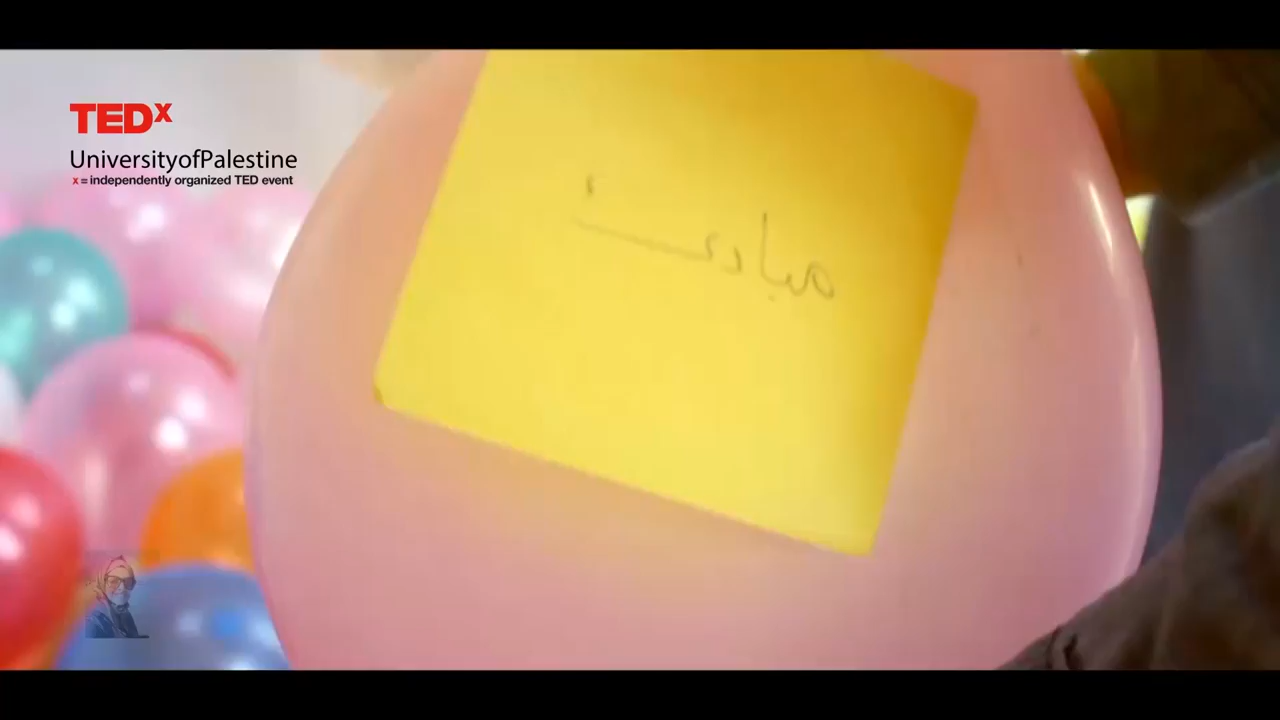 TEDx
UniversityofPalestine
x = independently organized TED event
مبادئ